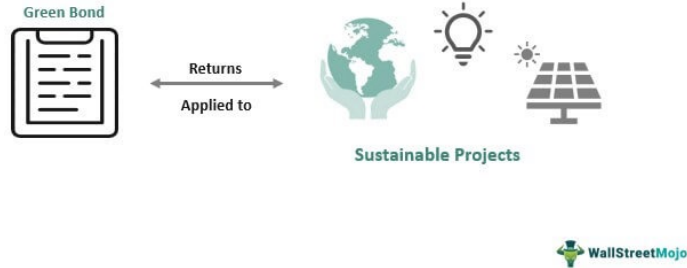 Green Bond
Returns
Applied to
Sustainable Projects
WallStreetMojo